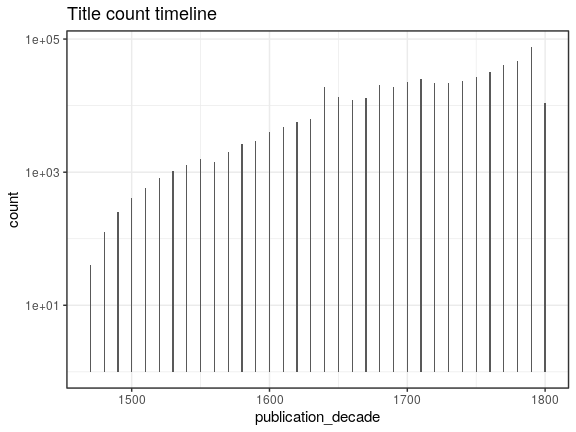 Title count timeline
1e+05
1e+03
1e+01
count
1500
1600
1700
1800
publication_decade